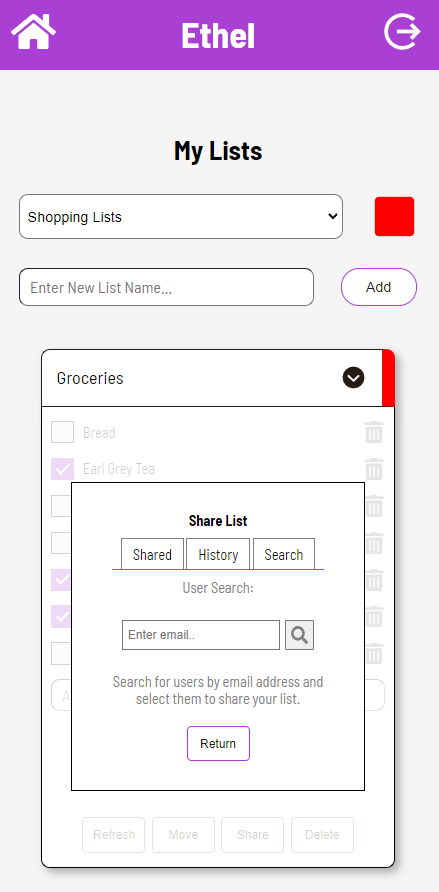 Ethel
My Lists
Shopping Lists
Enter New List Name...
Add
Groceries
Bread
Earl Grey Tea
Share List
Shared
History
Search
User Search:
Enter email..
Search for users by email address and
select them to share your list.
Return
Refresh
Move
Share
Delete